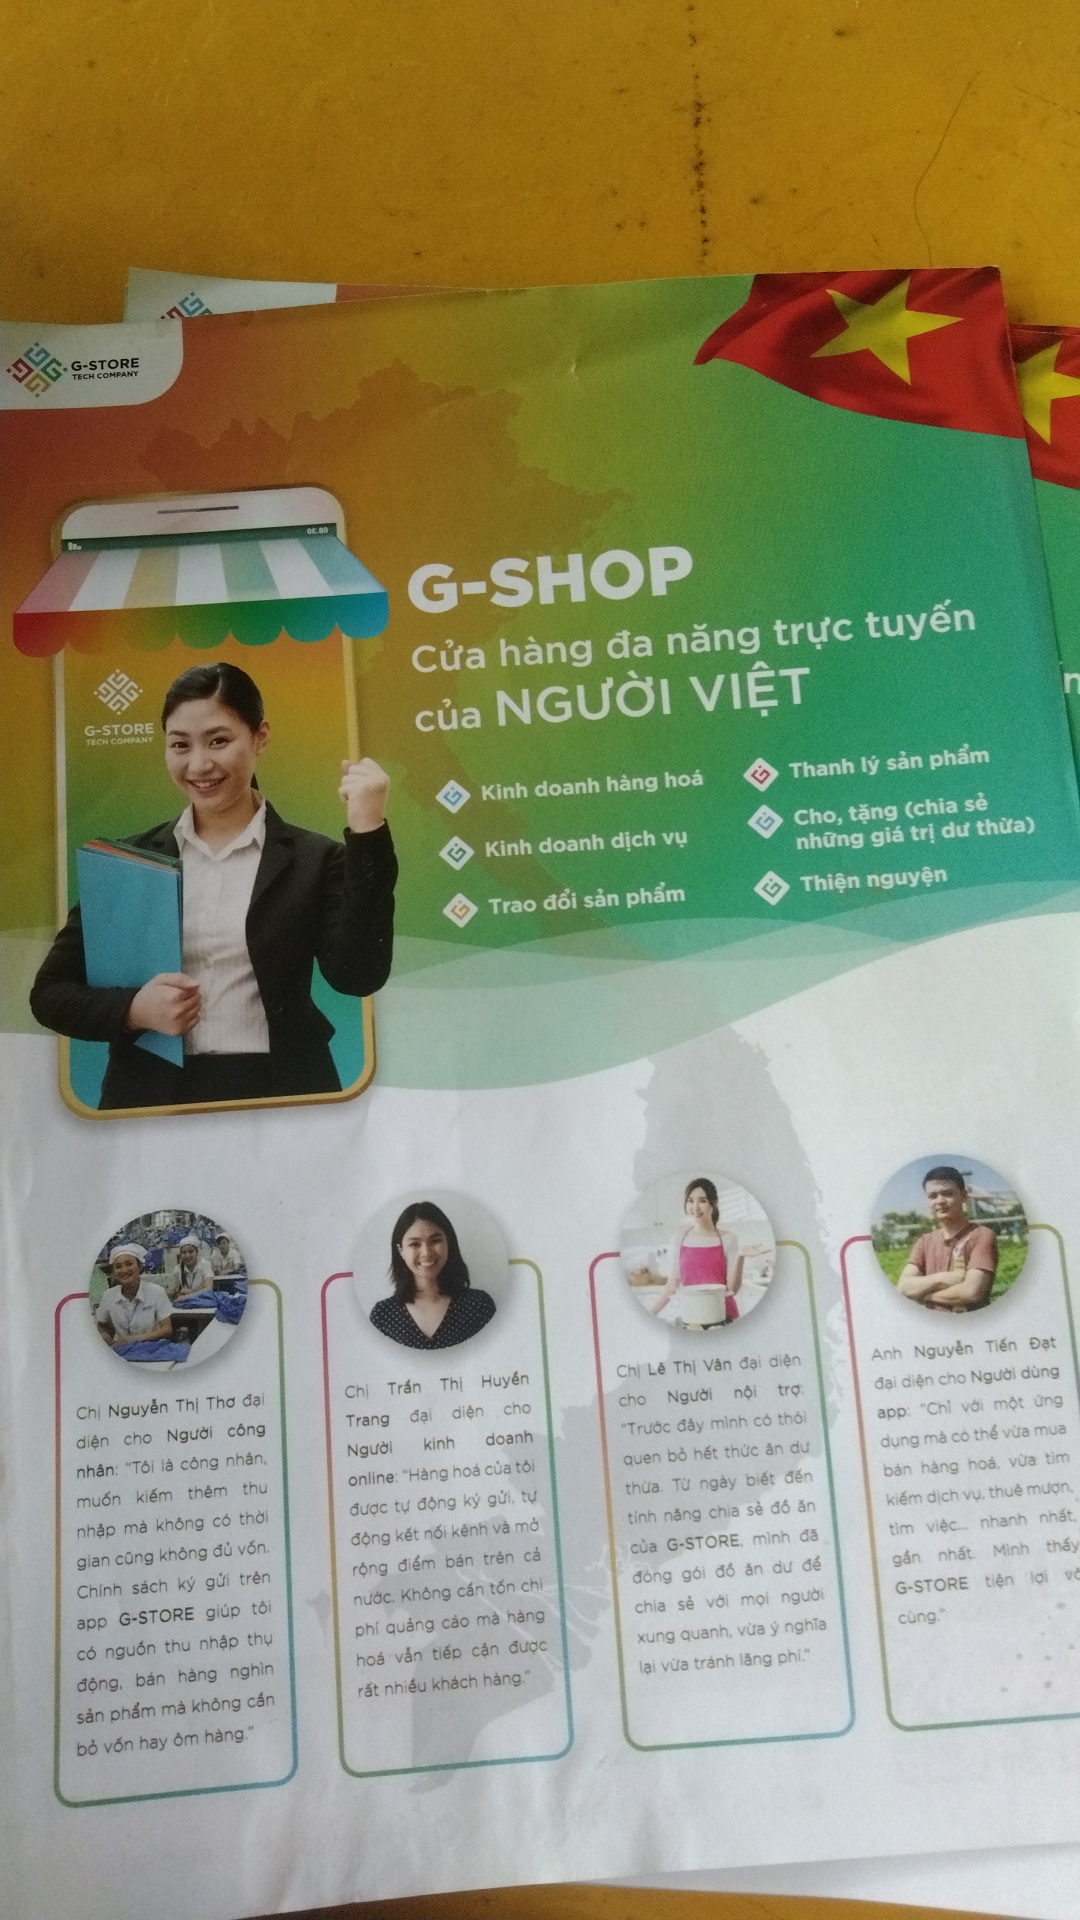 G-STORE
TECH COMPANY
G-SHOP
Cửa hàng đa năng trực tuyến
của NGƯỜI VIỆT
G-STORE
TECH COMPANY
Kinh doanh hàng hoá
Kinh doanh dịch vụ
Trao đổi sản phẩm
Thanh lý sản phẩm
Cho, tặng (chia sẻ
những giá trị dư thừa)
Thiện nguyện
Chị Nguyễn Thị Thơ đại
diện cho Người công
nhân: "Tôi là công nhân,
muốn kiếm thêm thu
nhập mà không có thời
gian cũng không đủ vốn.
Chính sách ký gửi trên
app G-STORE giúp tôi
có nguồn thu nhập thụ
động, bán hàng nghìn
sản phẩm mà không cần
bỏ vốn hay ôm hàng."
Chị Trần Thị Huyền
Trang đại diện cho
Người kinh doanh
online: "Hàng hoá của tôi
được tự động ký gửi, tự
động kết nối kênh và mở
rộng điểm bán trên cả
nước. Không cần tốn chi
phí quảng cáo mà hàng
hoá vẫn tiếp cận được
rất nhiều khách hàng."
Chị Lê Thị Vân đại diện
cho Người nội trợ:
"Trước đây mình có thói
quen bỏ hết thức ăn dư
thừa. Từ ngày biết đến
tính năng chia sẻ đồ ăn
của G-STORE, mình đã
đóng gói đồ ăn dư để
chia sẻ với mọi người
xung quanh, vừa ý nghĩa
lại vừa tránh lãng phí."
Anh Nguyễn Tiến Đạt
đại diện cho Người dùng
app: "Chỉ với một ứng
dụng mà có thể vừa mua
bán hàng hoá, vừa tìm
kiếm dịch vụ, thuê mượn,
tìm việc... nhanh nhất,
gần nhất. Mình thấy
G-STORE tiện lợi vô
cùng."